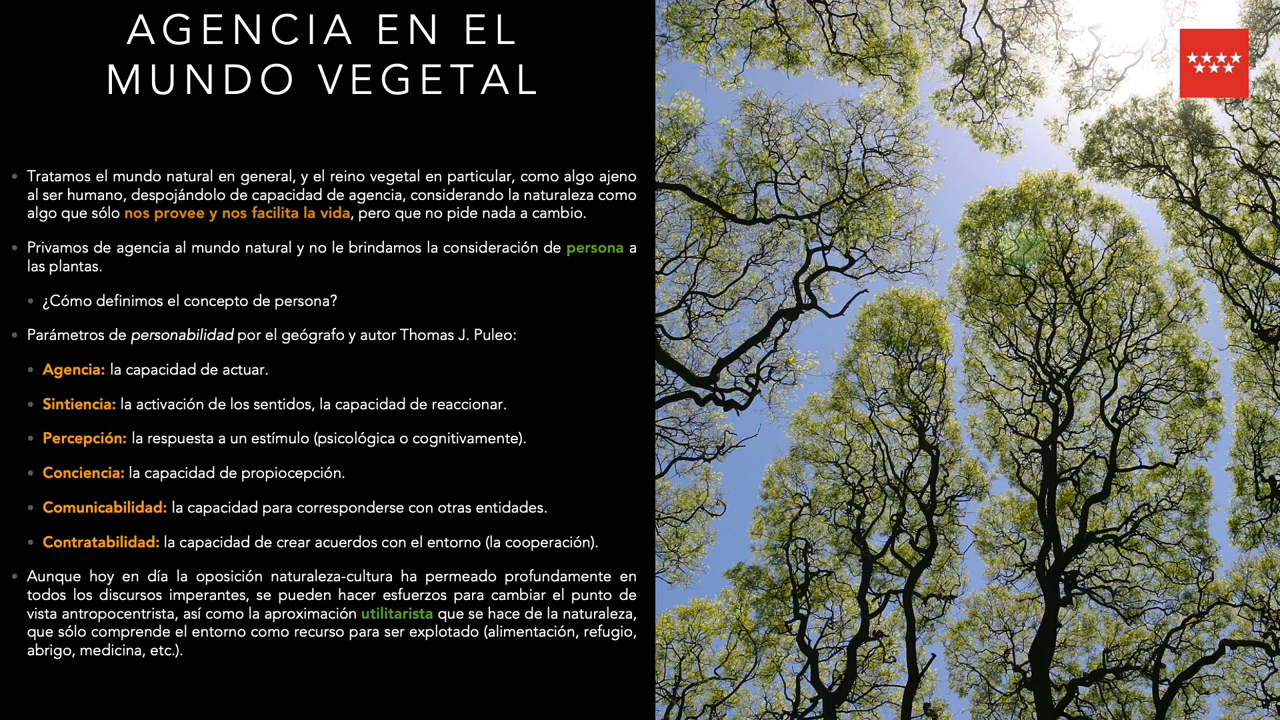 AGENCIA EN EL
MUNDO VEGETAL
Tratamos el mundo natural en general, y el reino vegetal en particular, como algo ajeno
al ser humano, despojándolo de capacidad de agencia, considerando la naturaleza como
algo que sólo nos provee y nos facilita la vida, pero que no pide nada a cambio.
Privamos de agencia al mundo natural y no le brindamos la consideración de persona a
las plantas.
¿Cómo definimos el concepto de persona?
Parámetros de personabilidad por el geógrafo y autor Thomas J. Puleo:
Agencia: la capacidad de actuar.
Sintiencia: la activación de los sentidos, la capacidad de reaccionar.
Percepción: la respuesta a un estímulo (psicológica o cognitivamente).
Conciencia: la capacidad de propiocepción.
Comunicabilidad: la capacidad para corresponderse con otras entidades.
Contratabilidad: la capacidad de crear acuerdos con el entorno (la cooperación).
Aunque hoy en día la oposición naturaleza-cultura ha permeado profundamente en
todos los discursos imperantes, se pueden hacer esfuerzos para cambiar el punto de
vista antropocentrista, así como la aproximación utilitarista que se hace de la naturaleza,
que sólo comprende el entorno como recurso para ser explotado (alimentación, refugio,
abrigo, medicina, etc.).